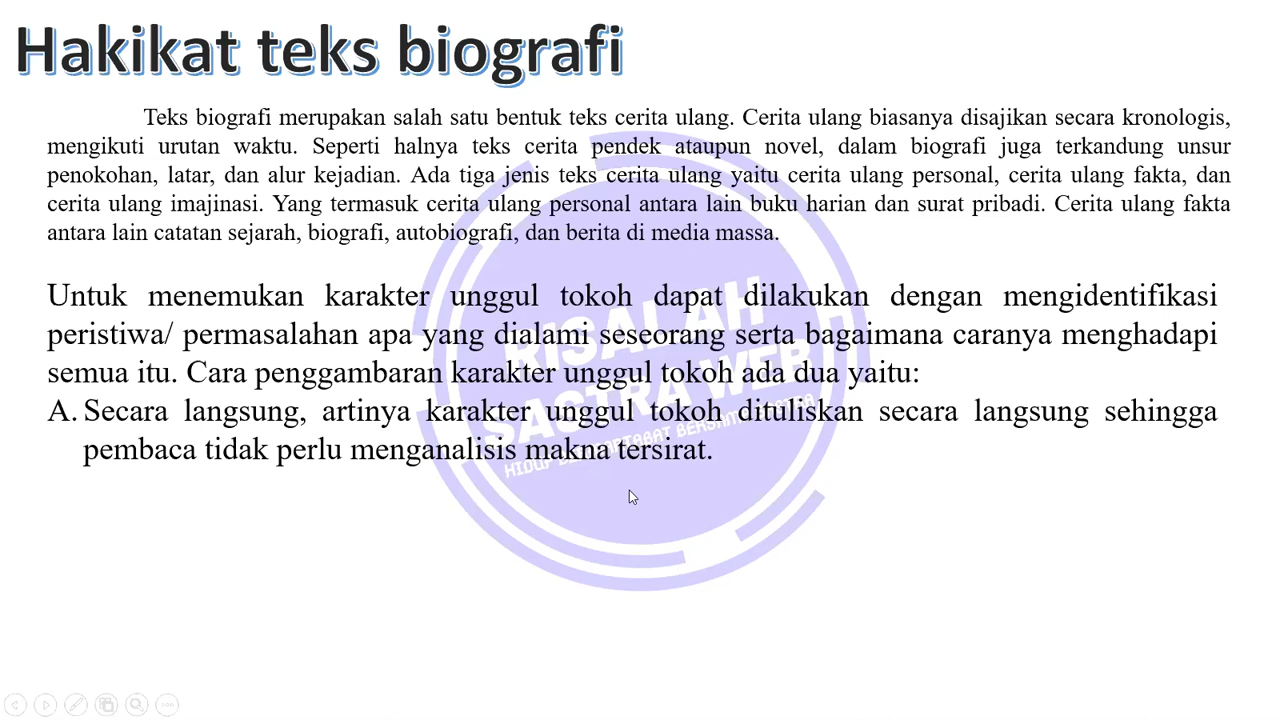 Hakikat teks biografi
Teks biografi merupakan salah satu bentuk teks cerita ulang. Cerita ulang biasanya disajikan secara kronologis,
mengikuti urutan waktu. Seperti halnya teks cerita pendek ataupun novel, dalam biografi juga terkandung unsur
penokohan, latar, dan alur kejadian. Ada tiga jenis teks cerita ulang yaitu cerita ulang personal, cerita ulang fakta, dan
cerita ulang imajinasi. Yang termasuk cerita ulang personal antara lain buku harian dan surat pribadi. Cerita ulang fakta
antara lain catatan sejarah, biografi, autobiografi, dan berita di media massa.
Untuk menemukan karakter unggul tokoh dapat dilakukan dengan mengidentifikasi
peristiwa/ permasalahan apa yang dialami seseorang serta bagaimana caranya menghadapi
semua itu. Cara penggambaran karakter unggul tokoh ada dua yaitu:
A. Secara langsung, artinya karakter unggul tokoh dituliskan secara langsung sehingga
pembaca tidak perlu menganalisis makna tersirat.
RISALAH
SASTRA WEB